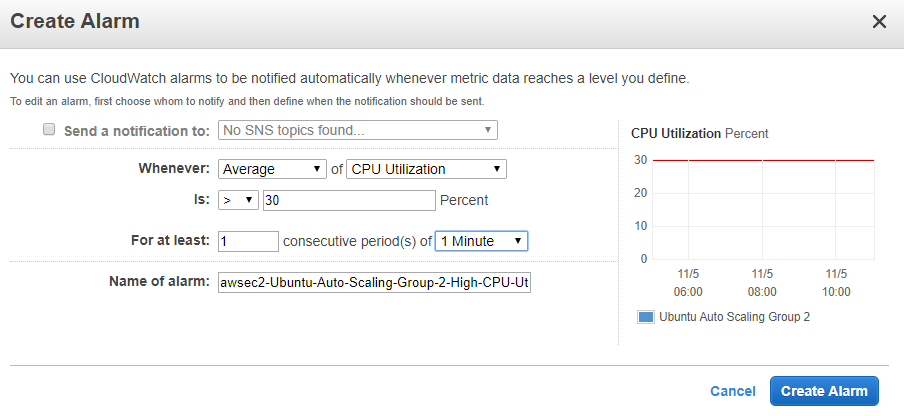 Create Alarm
You can use CloudWatch alarms to be notified automatically whenever metric data reaches a level you define.
To edit an alarm, first choose whom to notify and then define when the notification should be sent.
Send a notification to: No SNS topics found...
Whenever: Average of CPU Utilization
Is: > 30 Percent
For at least: 1 consecutive period(s) of 1 Minute
Name of alarm: awsec2-Ubuntu-Auto-Scaling-Group-2-High-CPU-Ut
CPU Utilization Percent
30
20
10
0
11/5 11/5 11/5
06:00 08:00 10:00
Ubuntu Auto Scaling Group 2
Cancel Create Alarm